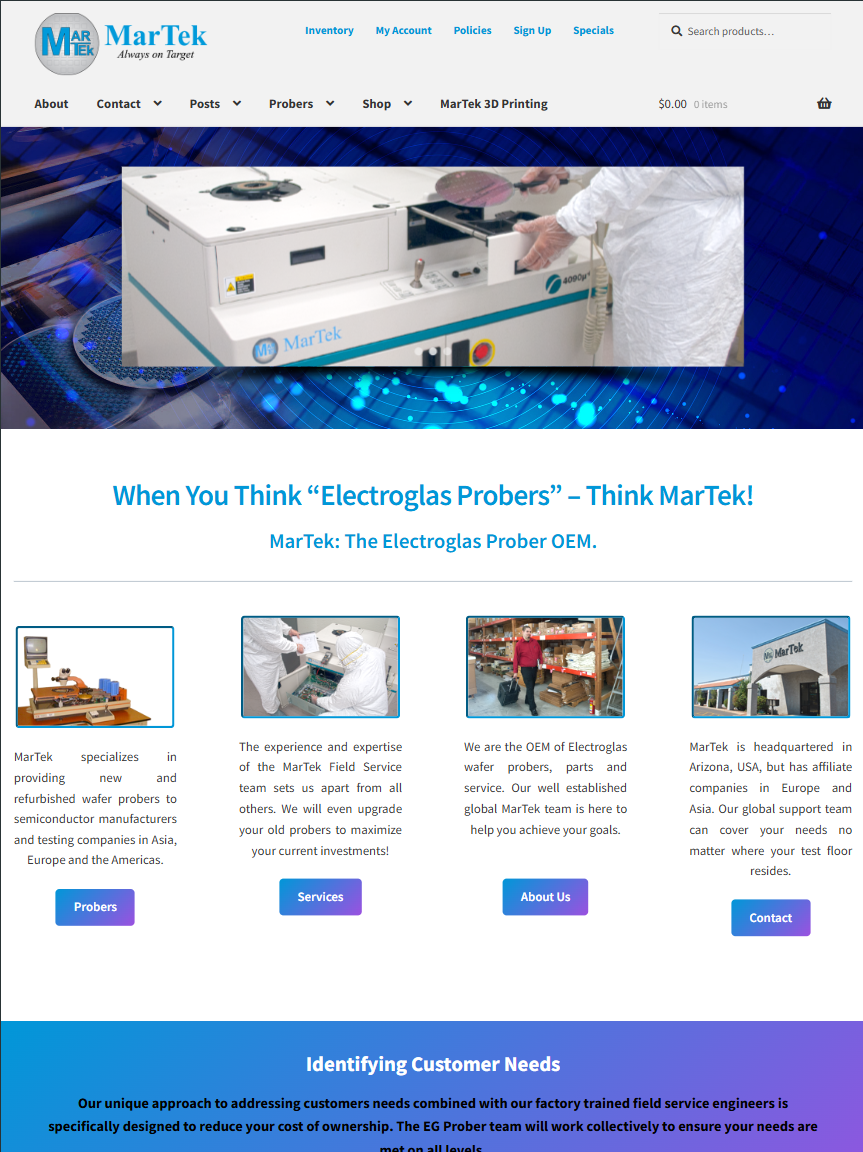 MAR
TEK
MarTek
Always on Target
Inventory
My Account
Policies
Sign Up
Specials
Search products…
About
Contact
Posts
Probers
Shop
MarTek 3D Printing
$0.00 0 items
4090µ+
MarTek
When You Think “Electroglas Probers” – Think MarTek!
MarTek: The Electroglas Prober OEM.
MarTek
MarTek specializes in
providing new and
refurbished wafer probers to
semiconductor manufacturers
and testing companies in Asia,
Europe and the Americas.
Probers
The experience and expertise
of the MarTek Field Service
team sets us apart from all
others. We will even upgrade
your old probers to maximize
your current investments!
Services
We are the OEM of Electroglas
wafer probers, parts and
service. Our well established
global MarTek team is here to
help you achieve your goals.
About Us
MarTek is headquartered in
Arizona, USA, but has affiliate
companies in Europe and
Asia. Our global support team
can cover your needs no
matter where your test floor
resides.
Contact
Identifying Customer Needs
Our unique approach to addressing customers needs combined with our factory trained field service engineers is
specifically designed to reduce your cost of ownership. The EG Prober team will work collectively to ensure your needs are
met on all levels